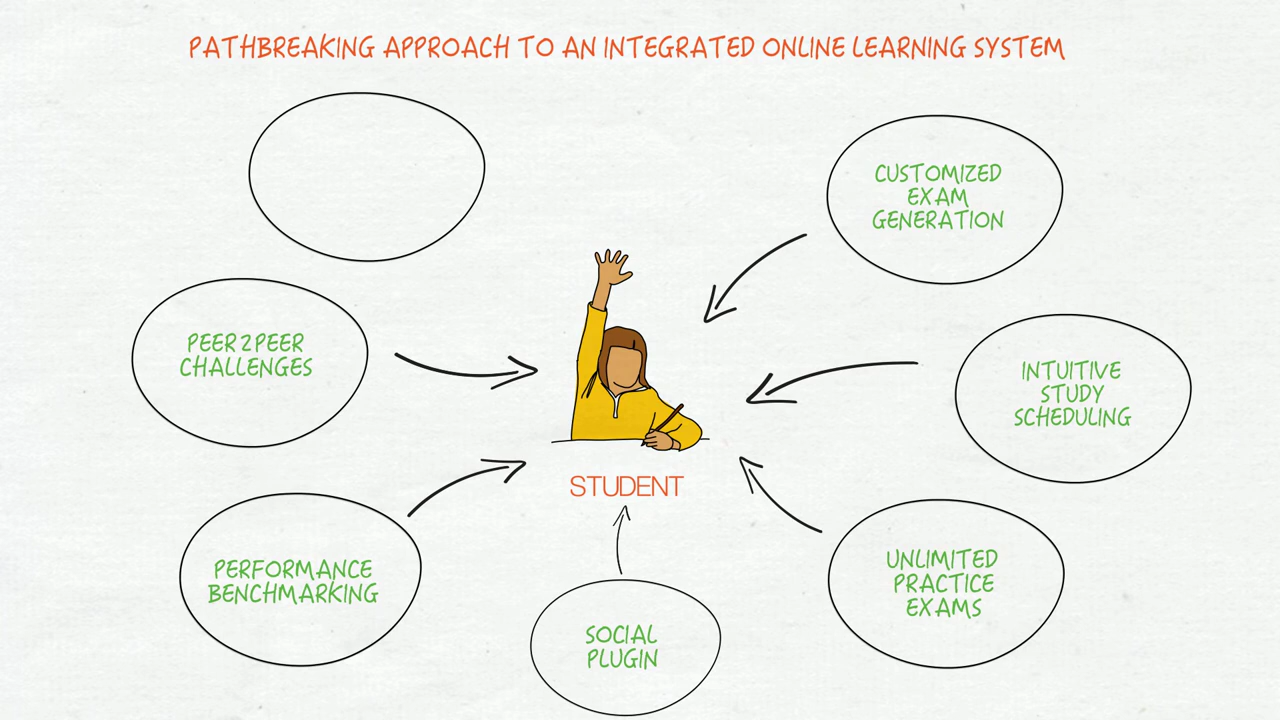 PATHBREAKING APPROACH TO AN INTEGRATED ONLINE LEARNING SYSTEM
CUSTOMIZED
EXAM
GENERATION
PEER2PEER
CHALLENGES
INTUITIVE
STUDY
SCHEDULING
STUDENT
PERFORMANCE
BENCHMARKING
UNLIMITED
PRACTICE
EXAMS
SOCIAL
PLUGIN